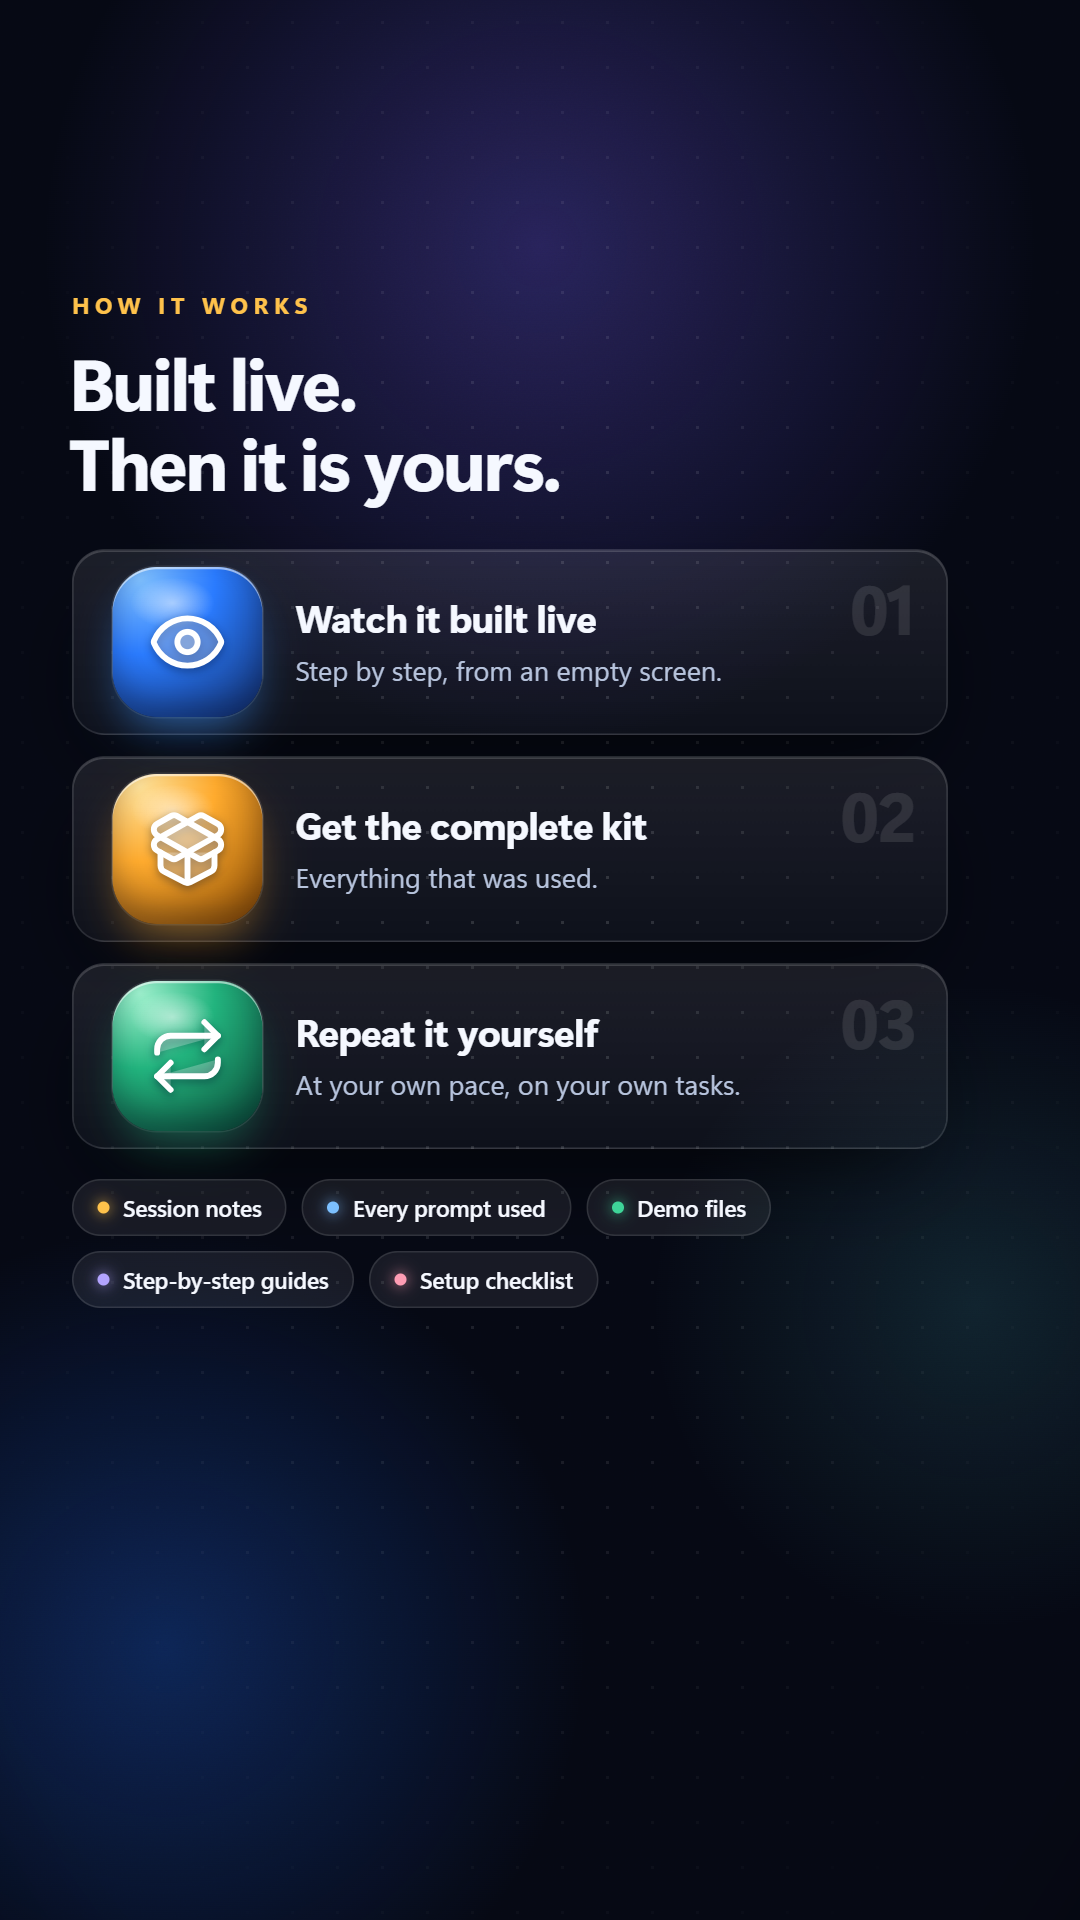 HOW IT WORKS
Built live.
Then it is yours.
01
Watch it built live
Step by step, from an empty screen.
02
Get the complete kit
Everything that was used.
03
Repeat it yourself
At your own pace, on your own tasks.
Session notes
Every prompt used
Demo files
Step-by-step guides
Setup checklist